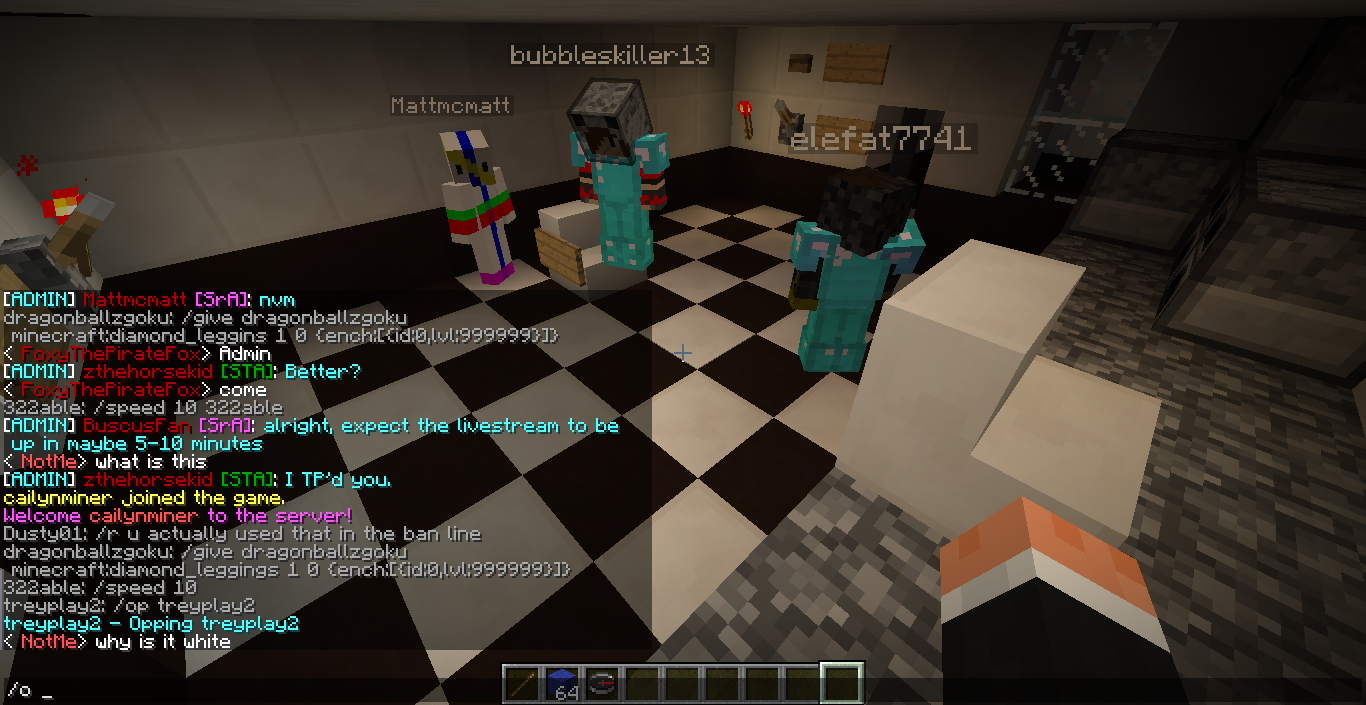 bubbleskiller13
Mattmcmatt
elefat7741
[ADMIN] Mattmcmatt [SrA]: nvm
dragonballzgoku: /give dragonballzgoku
minecraft:diamond_leggins 1 0 {ench:[{id:0,lvl:999999}]}
< FoxyThePirateFox> Admin
[ADMIN] zthehorsekid [STA]: Better?
< FoxyThePirateFox> come
322able: /speed 10 322able
[ADMIN] BuscusFan [SrA]: alright, expect the livestream to be
up in maybe 5-10 minutes
< NotMe> what is this
[ADMIN] zthehorsekid [STA]: I TP'd you.
cailynminer joined the game.
Welcome cailynminer to the server!
Dusty01: /r u actually used that in the ban line
dragonballzgoku: /give dragonballzgoku
minecraft:diamond_leggings 1 0 {ench:[{id:0,lvl:999999}]}
322able: /speed 10
treyplay2: /op treyplay2
treyplay2 - Opping treyplay2
< NotMe> why is it white
/o _
64